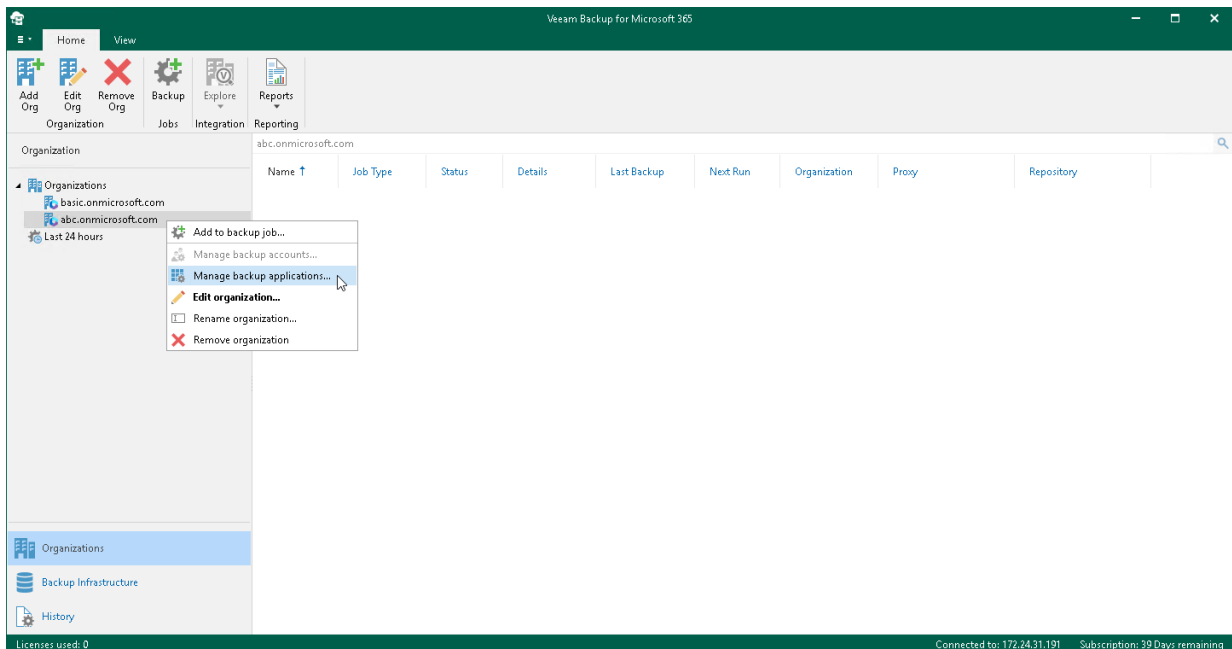 Veeam Backup for Microsoft 365
Home View
Add Org
Edit Org
Remove Org
Backup
Explore
Reports
Organization Jobs Integration Reporting
Organization
abc.onmicrosoft.com
Name Job Type Status Details Last Backup Next Run Organization Proxy Repository
Organizations
basic.onmicrosoft.com
abc.onmicrosoft.com
Last 24 hours
Add to backup job...
Manage backup accounts...
Manage backup applications...
Edit organization...
Rename organization...
Remove organization
Organizations
Backup Infrastructure
History
Licenses used: 0 Connected to: 172.24.31.191 Subscription: 39 Days remaining